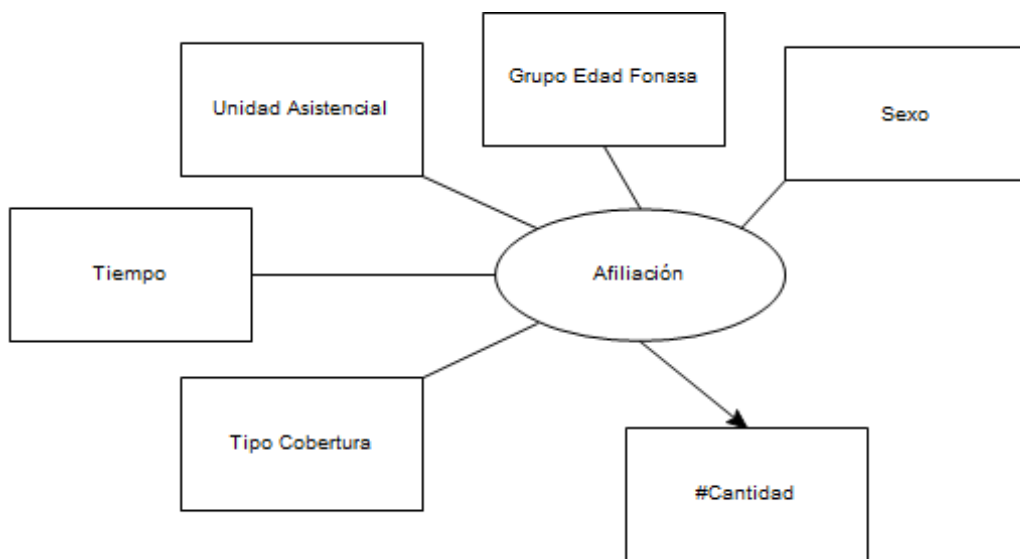 Grupo Edad Fonasa
Unidad Asistencial
Sexo
Tiempo
Afiliación
Tipo Cobertura
#Cantidad